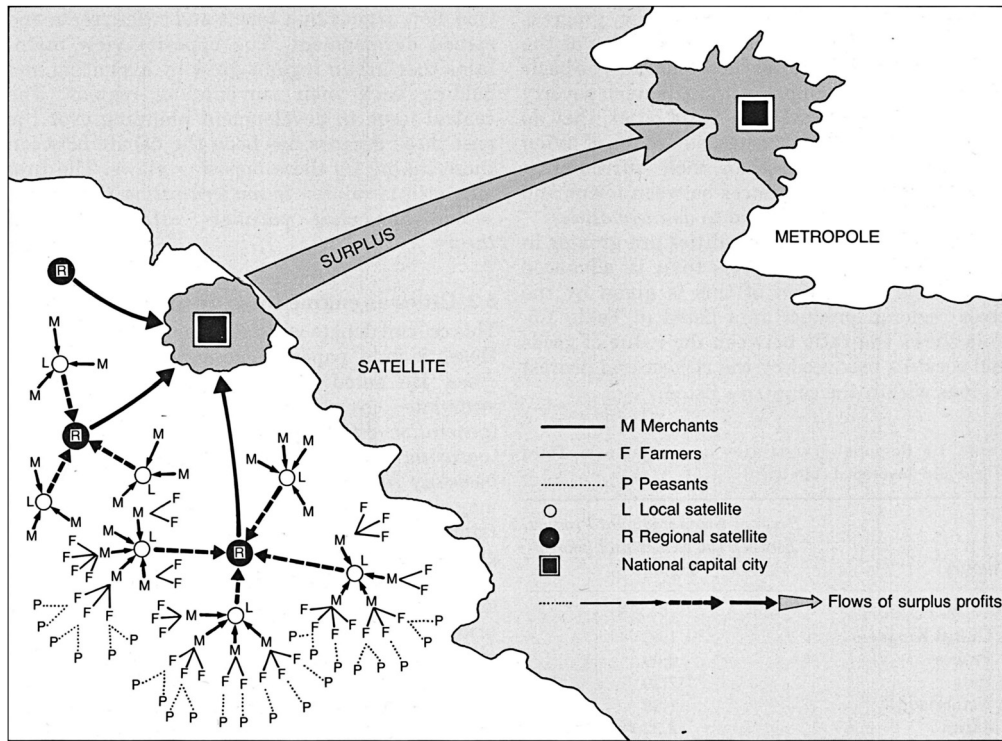 METROPOLE
SURPLUS
SATELLITE
R
M
L
M
M
R
M
M
L
M
M
L
M
M
M
M Merchants
F Farmers
P Peasants
L Local satellite
R Regional satellite
National capital city
Flows of surplus profits
M
M
L
M
R
M
F
F
M
L
M
M
M
F
F
F
F
F
F
F
F
P
P
P
P
P
P
M
L
M
F
F
F
M
F
F
M
M
F
F
F
F
F
F
P
P
P
P
P
P
P
L
M
M
M
M
F
F
F
M
F
F
F
F
F
F
F
F
P
P
P
P
P
P
P
P
P